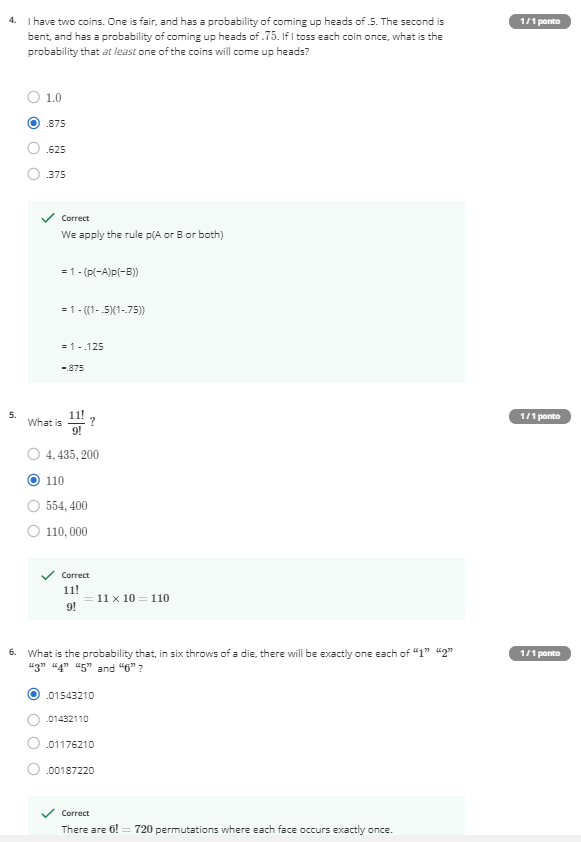 4. I have two coins. One is fair, and has a probability of coming up heads of .5. The second is
1 / 1 ponto
bent, and has a probability of coming up heads of .75. If I toss each coin once, what is the
probability that at least one of the coins will come up heads?
1.0
.875
.625
.375
Correct
We apply the rule p(A or B or both)
= 1 - (p(~A)p(~B))
= 1 - ((1- .5)(1-.75))
= 1 - .125
=.875
5. What is 11!/9! ?
1 / 1 ponto
4, 435, 200
110
554, 400
110, 000
Correct
11!/9! = 11 × 10 = 110
6. What is the probability that, in six throws of a die, there will be exactly one each of “1” “2”
1 / 1 ponto
“3” “4” “5” and “6” ?
.01543210
.01432110
.01176210
.00187220
Correct
There are 6! = 720 permutations where each face occurs exactly once.